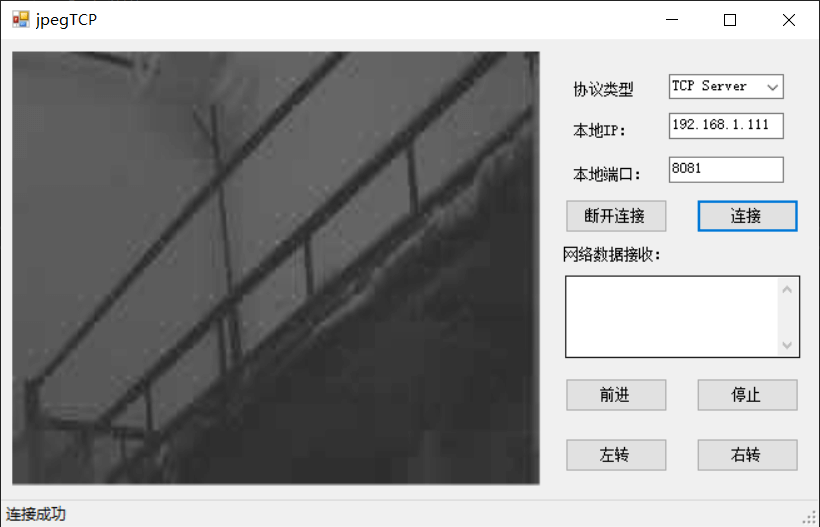 jpegTCP
协议类型
TCP Server
本地IP:
192.168.1.111
本地端口:
8081
断开连接
连接
网络数据接收:
前进
停止
左转
右转
连接成功